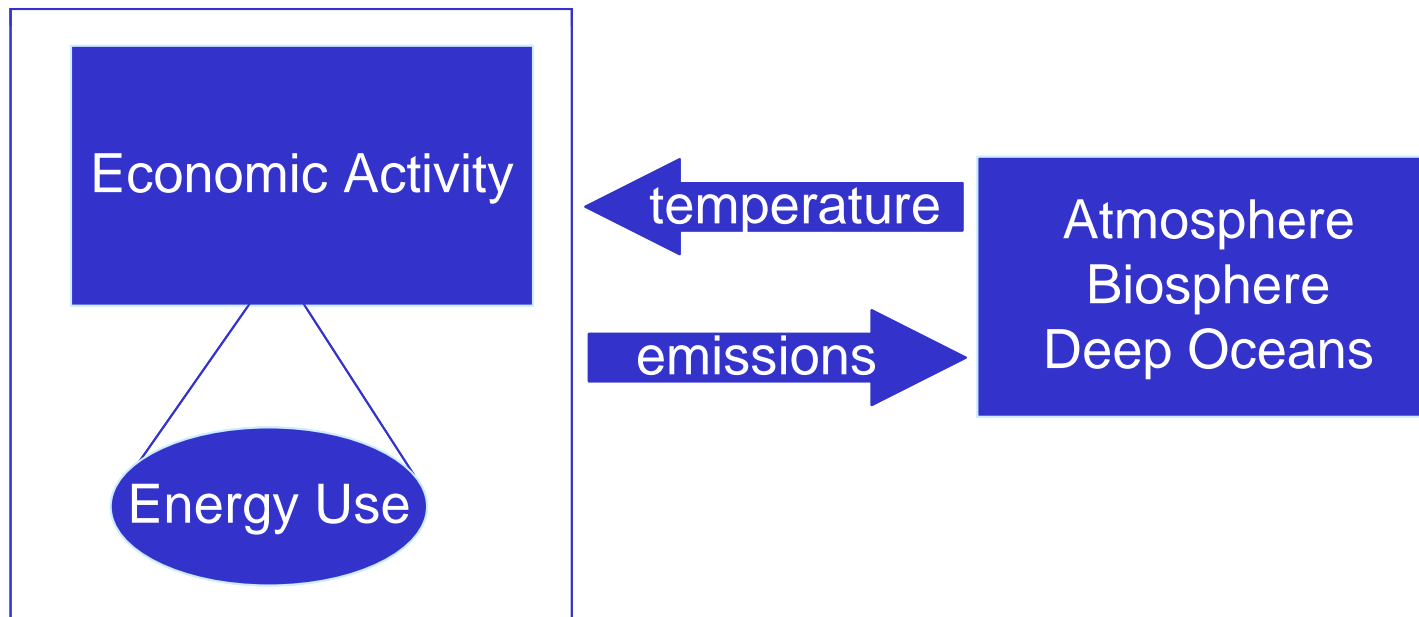 Economic Activity
Energy Use
temperature
emissions
Atmosphere
Biosphere
Deep Oceans